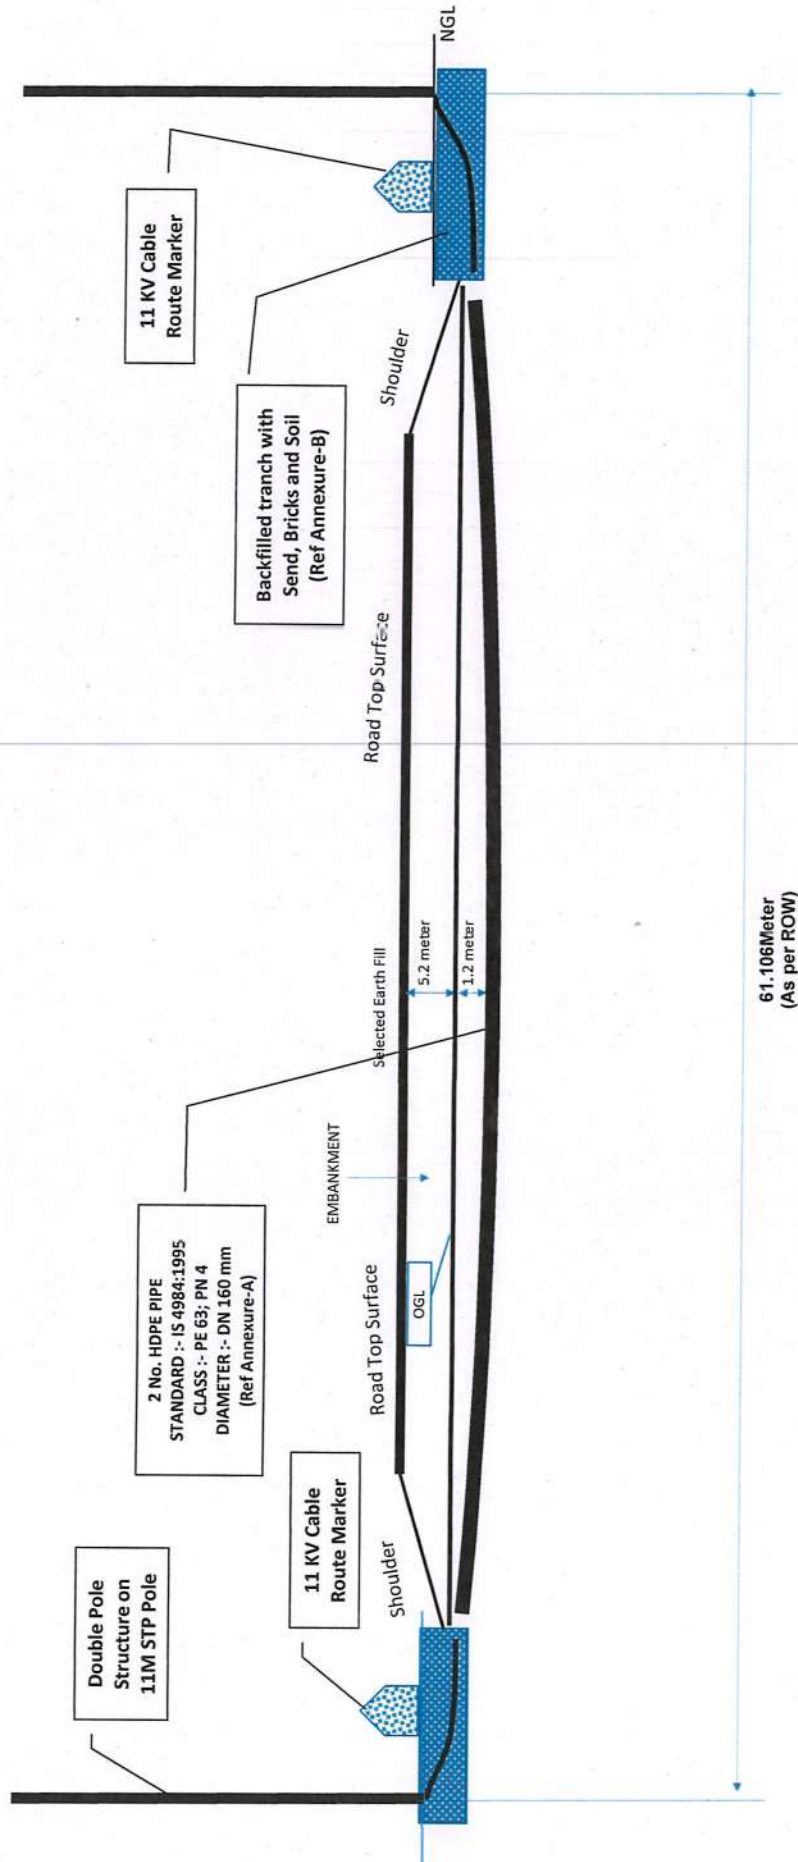 Double Pole
Structure on
11M STP Pole
2 No. HDPE PIPE
STANDARD :- IS 4984:1995
CLASS :- PE 63; PN 4
DIAMETER :- DN 160 mm
(Ref Annexure-A)
11 KV Cable
Route Marker
11 KV Cable
Route Marker
Backfilled tranch with
Send, Bricks and Soil
(Ref Annexure-B)
Shoulder
Road Top Surface
OGL
EMBANKMENT
Selected Earth Fill
5.2 meter
1.2 meter
Road Top Surface
Shoulder
NGL
61.106Meter
(As per ROW)